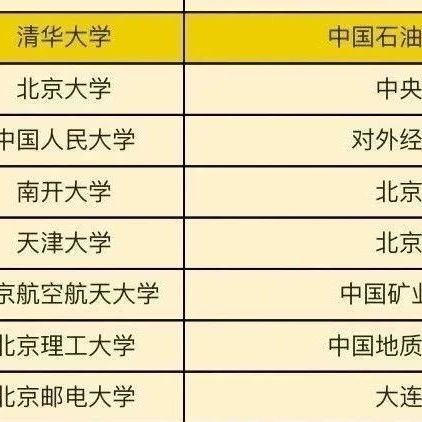 清华大学 中国石油
北京大学 中央
中国人民大学 对外经
南开大学 北京
天津大学 北京
京航空航天大学 中国矿业
北京理工大学 中国地质
北京邮电大学 大连